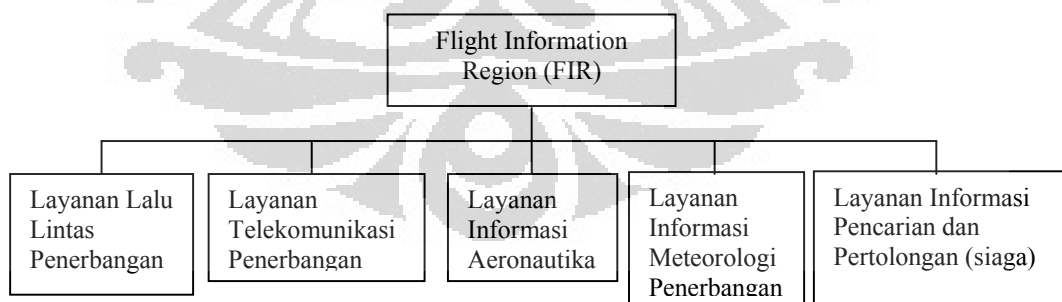 Flight Information
Region (FIR)
Layanan Lalu
Lintas
Penerbangan
Layanan
Telekomunikasi
Penerbangan
Layanan
Informasi
Aeronautika
Layanan
Informasi
Meteorologi
Penerbangan
Layanan Informasi
Pencarian dan
Pertolongan (siaga)